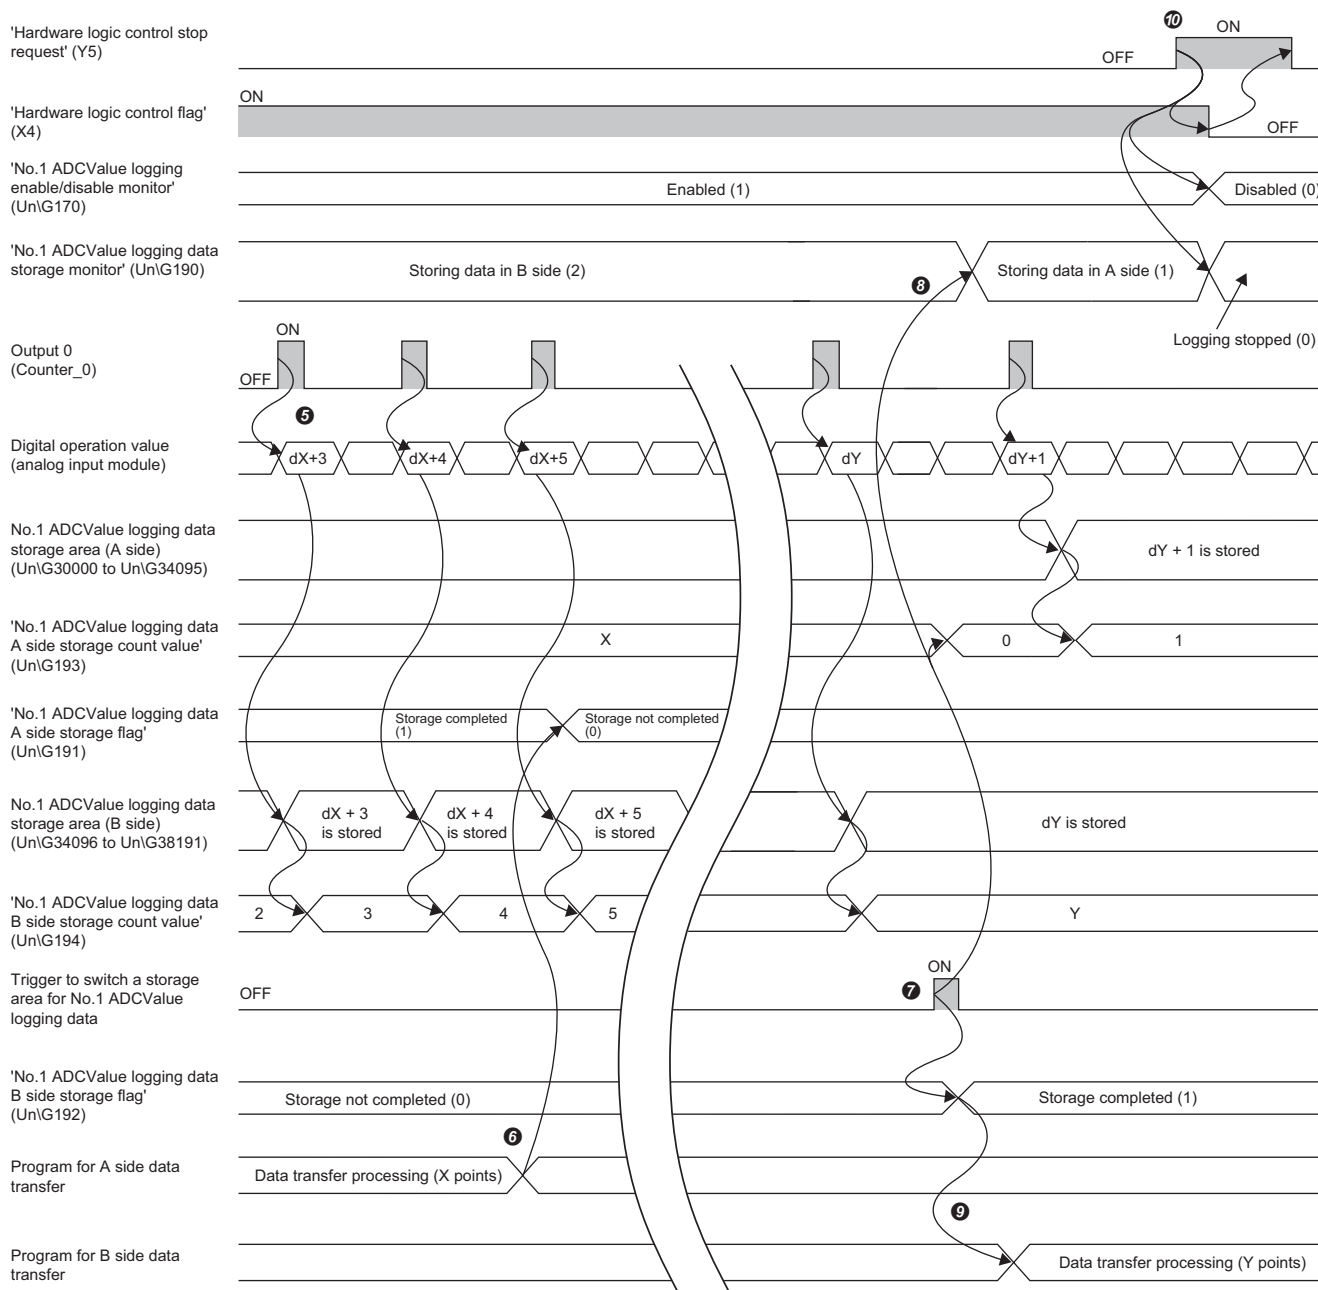 ❿
ON
'Hardware logic control stop
request' (Y5)
OFF
ON
'Hardware logic control flag'
(X4)
OFF
'No.1 ADCValue logging
enable/disable monitor'
(Un\G170)
Enabled (1)
Disabled (0)
'No.1 ADCValue logging data
storage monitor' (Un\G190)
Storing data in B side (2)
❽
Storing data in A side (1)
Logging stopped (0)
ON
Output 0
(Counter_0)
OFF
❺
Digital operation value
(analog input module)
dX+3
dX+4
dX+5
dY
dY+1
No.1 ADCValue logging data
storage area (A side)
(Un\G30000 to Un\G34095)
dY + 1 is stored
'No.1 ADCValue logging data
A side storage count value'
(Un\G193)
X
0
1
'No.1 ADCValue logging data
A side storage flag'
(Un\G191)
Storage completed
(1)
Storage not completed
(0)
No.1 ADCValue logging data
storage area (B side)
(Un\G34096 to Un\G38191)
dX + 3
is stored
dX + 4
is stored
dX + 5
is stored
dY is stored
'No.1 ADCValue logging data
B side storage count value'
(Un\G194)
2
3
4
5
Y
Trigger to switch a storage
area for No.1 ADCValue
logging data
OFF
❼
ON
'No.1 ADCValue logging data
B side storage flag'
(Un\G192)
Storage not completed (0)
Storage completed (1)
❻
Program for A side data
transfer
Data transfer processing (X points)
❾
Program for B side data
transfer
Data transfer processing (Y points)